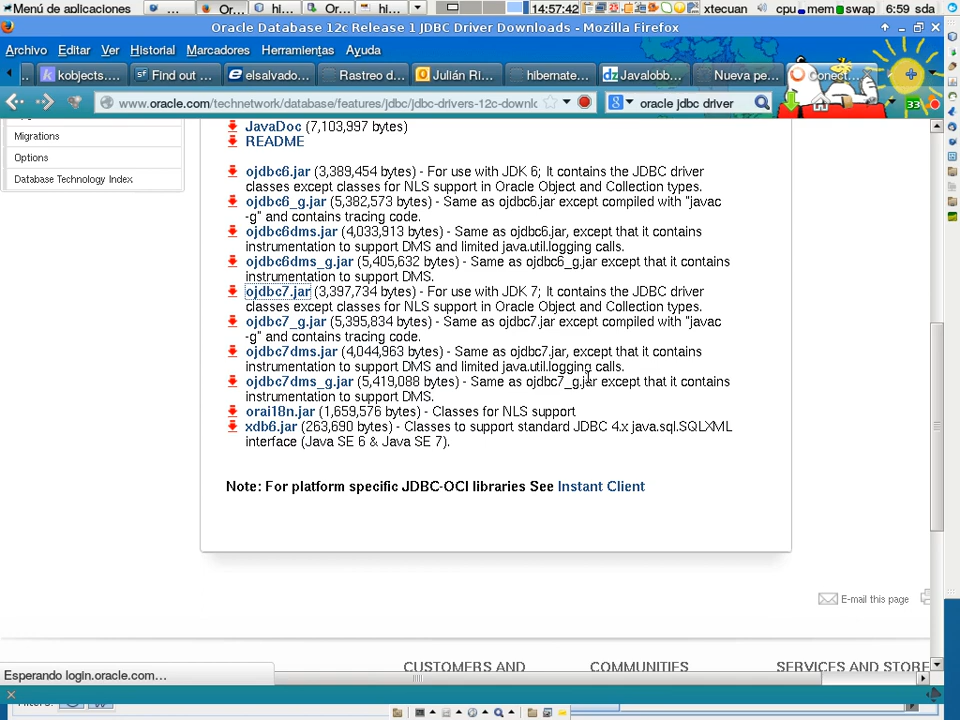 Menú de aplicaciones ... Or... hi... Or... hi... 14:57:42 33 xtecuan cpu mem swap 6:59 sda
Oracle Database 12c Release 1 JDBC Driver Downloads - Mozilla Firefox
Archivo Editar Ver Historial Marcadores Herramientas Ayuda
kobjects.... Find out ... elsalvado... Rastreo d... Julián Rí... hibernate... Javalobb... Nueva pe... Conect...
www.oracle.com/technetwork/database/features/jdbc/jdbc-drivers-12c-downlo oracle jdbc driver 33
JavaDoc (7,103,997 bytes)
Migrations
README
Options
ojdbc6.jar (3,389,454 bytes) - For use with JDK 6; It contains the JDBC driver
Database Technology Index
classes except classes for NLS support in Oracle Object and Collection types.
ojdbc6_g.jar (5,382,573 bytes) - Same as ojdbc6.jar except compiled with "javac
-g" and contains tracing code.
ojdbc6dms.jar (4,033,913 bytes) - Same as ojdbc6.jar, except that it contains
instrumentation to support DMS and limited java.util.logging calls.
ojdbc6dms_g.jar (5,405,632 bytes) - Same as ojdbc6_g.jar except that it contains
instrumentation to support DMS.
ojdbc7.jar (3,397,734 bytes) - For use with JDK 7; It contains the JDBC driver
classes except classes for NLS support in Oracle Object and Collection types.
ojdbc7_g.jar (5,395,834 bytes) - Same as ojdbc7.jar except compiled with "javac
-g" and contains tracing code.
ojdbc7dms.jar (4,044,963 bytes) - Same as ojdbc7.jar, except that it contains
instrumentation to support DMS and limited java.util.logging calls.
ojdbc7dms_g.jar (5,419,088 bytes) - Same as ojdbc7_g.jar except that it contains
instrumentation to support DMS.
orai18n.jar (1,659,576 bytes) - Classes for NLS support
xdb6.jar (263,690 bytes) - Classes to support standard JDBC 4.x java.sql.SQLXML
interface (Java SE 6 & Java SE 7).
Note: For platform specific JDBC-OCI libraries See Instant Client
E-mail this page
CUSTOMERS AND COMMUNITIES SERVICES AND STORE
Esperando login.oracle.com...